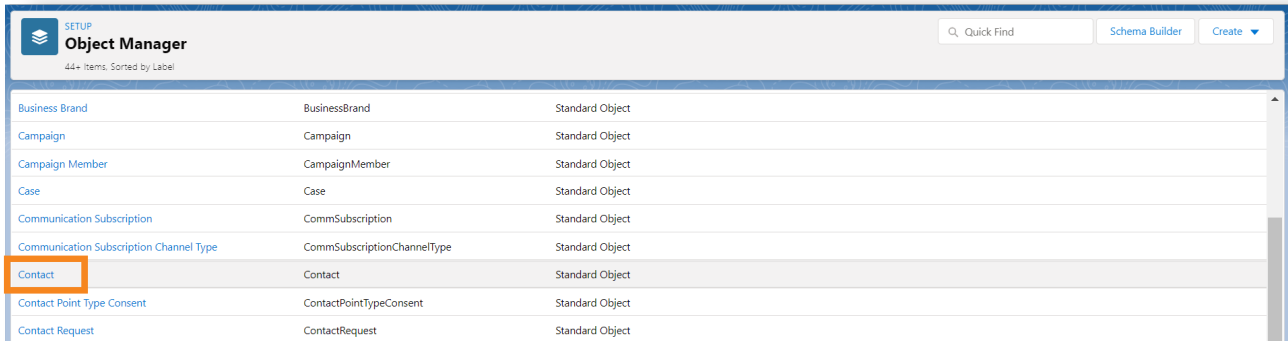 SETUP
Object Manager
44+ Items, Sorted by Label
Quick Find
Schema Builder
Create
Business Brand BusinessBrand Standard Object
Campaign Campaign Standard Object
Campaign Member CampaignMember Standard Object
Case Case Standard Object
Communication Subscription CommSubscription Standard Object
Communication Subscription Channel Type CommSubscriptionChannelType Standard Object
Contact Contact Standard Object
Contact Point Type Consent ContactPointTypeConsent Standard Object
Contact Request ContactRequest Standard Object